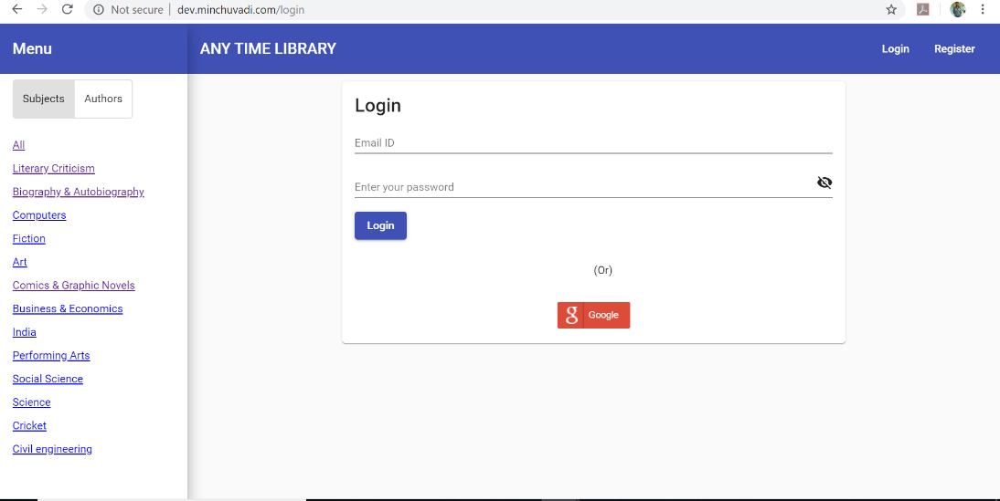 Not secure | dev.minchuvadi.com/login
Menu
ANY TIME LIBRARY
Login
Register
Subjects
Authors
All
Literary Criticism
Biography & Autobiography
Computers
Fiction
Art
Comics & Graphic Novels
Business & Economics
India
Performing Arts
Social Science
Science
Cricket
Civil engineering
Login
Email ID
Enter your password
Login
(Or)
g Google